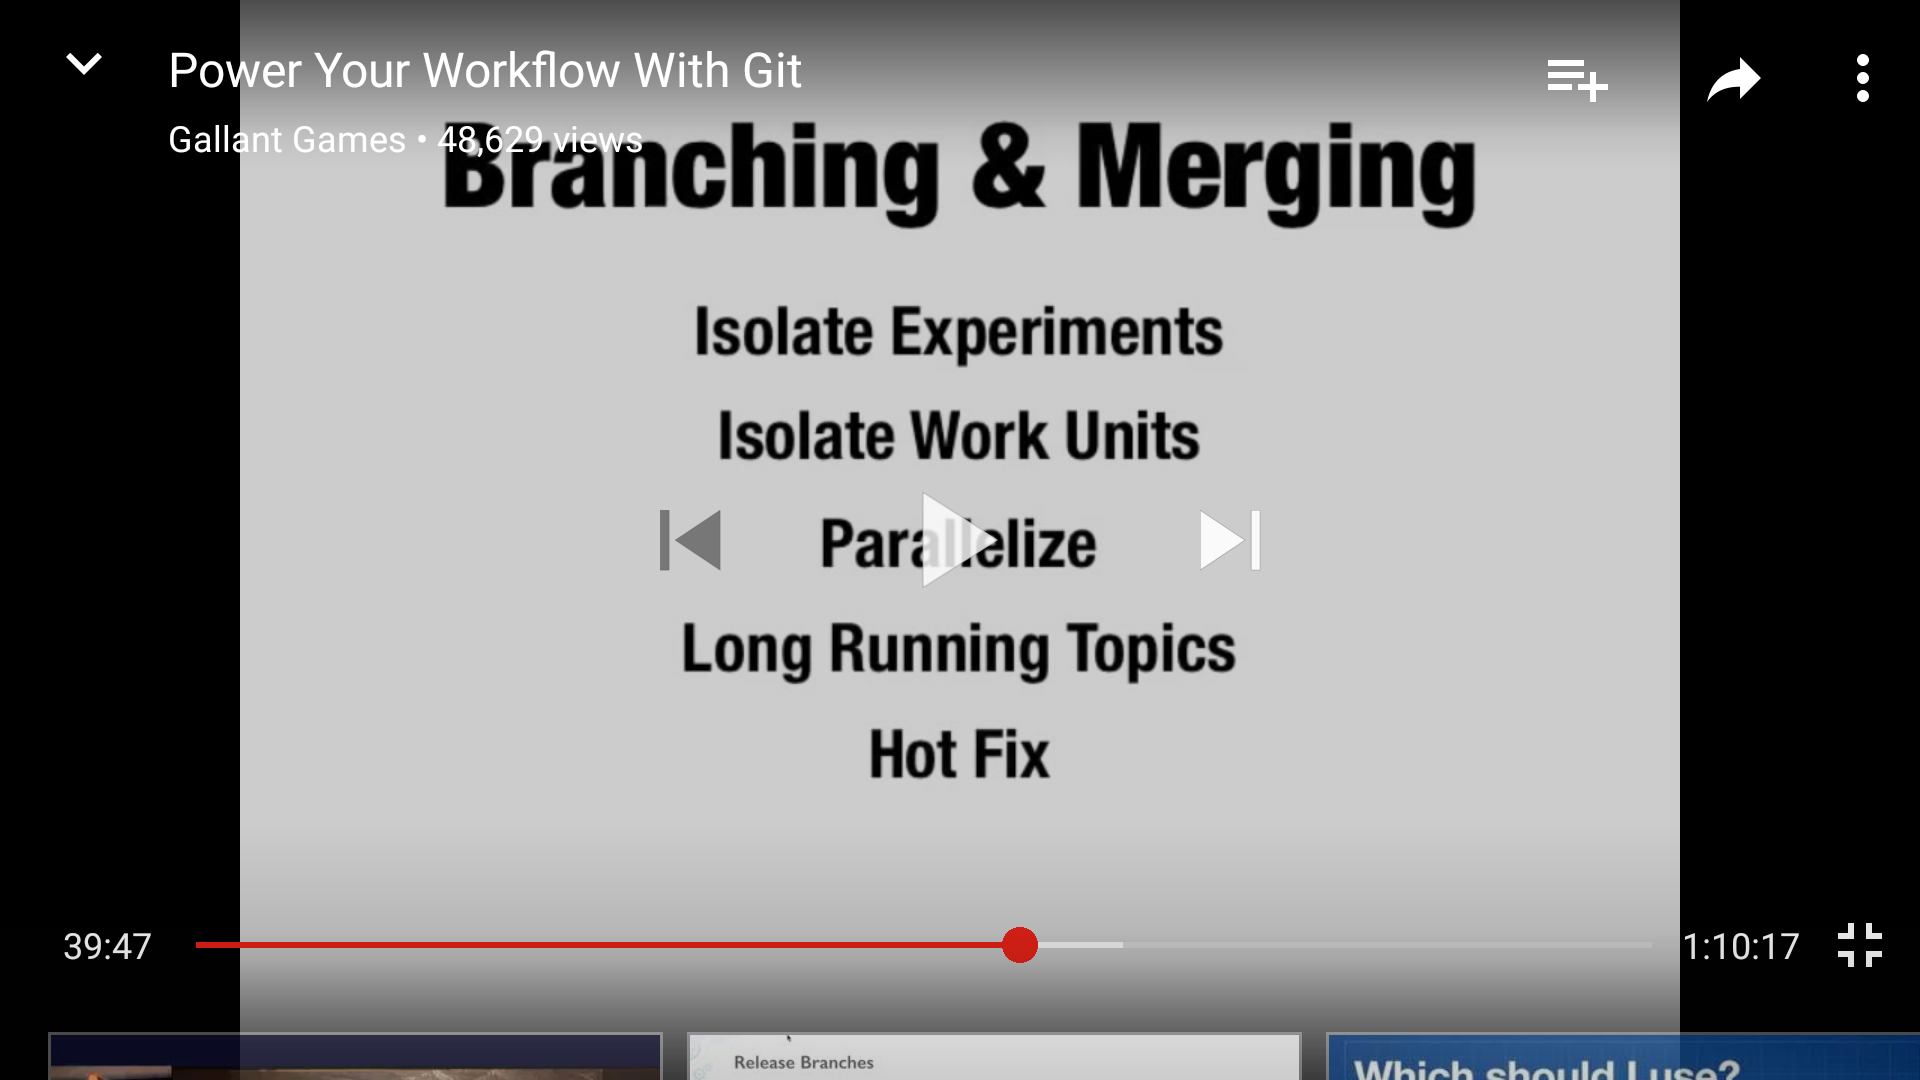 Power Your Workflow With Git
Gallant Games • 48,629 views
Branching & Merging
Isolate Experiments
Isolate Work Units
Parallelize
Long Running Topics
Hot Fix
39:47
1:10:17
Release Branches
Which should I use?